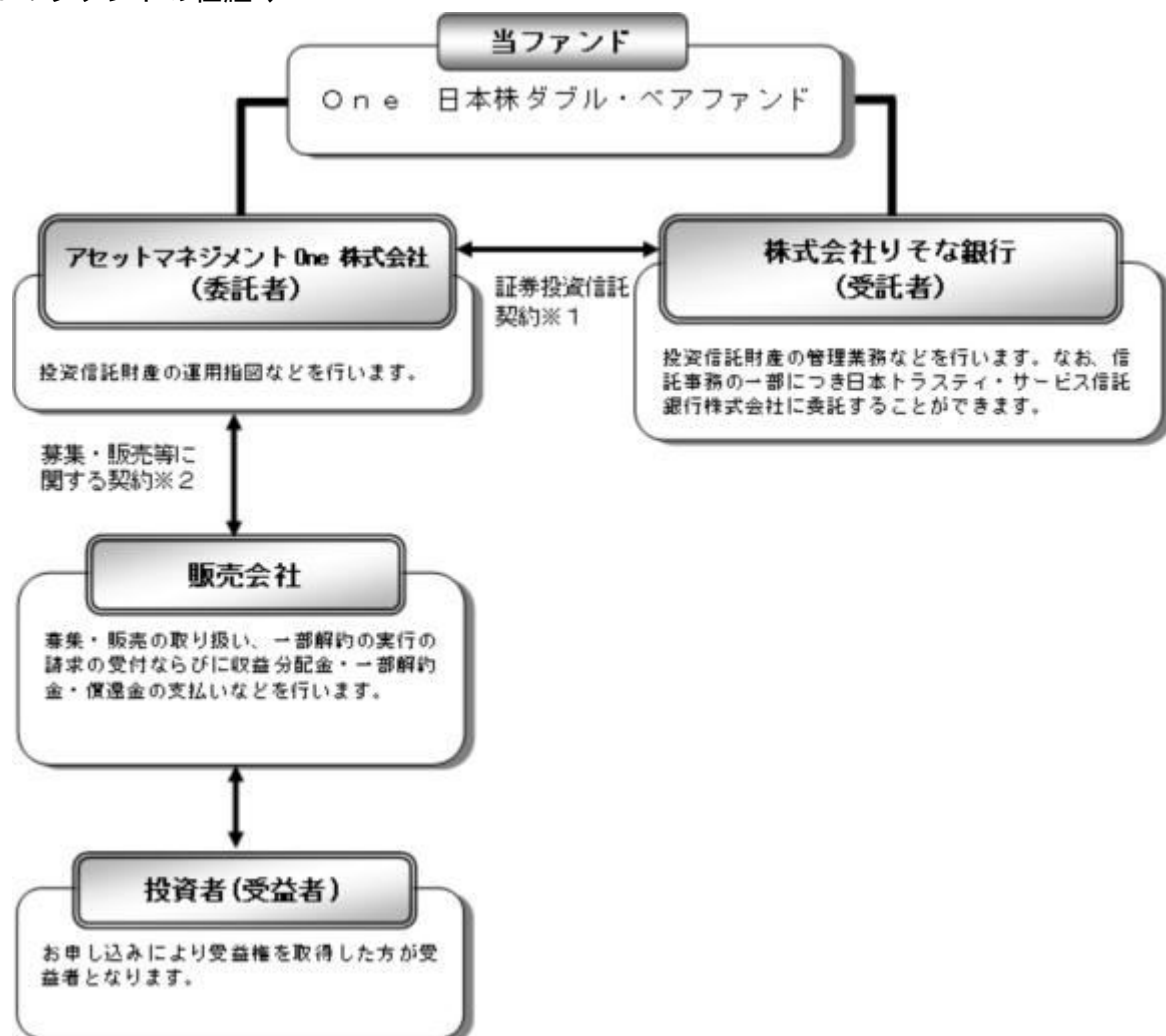 当ファンド
One 日本株ダブル・ベアファンド
アセットマネジメントOne 株式会社
(委託者)
投資信託財産の運用指図などを行います。
証券投資信託
契約※1
株式会社りそな銀行
(受託者)
投資信託財産の管理業務などを行います。なお、信
託事務の一部につき日本トラスティ・サービス信託
銀行株式会社に委託することができます。
募集・販売等に
関する契約※2
販売会社
募集・販売の取り扱い、一部解約の実行の
請求の受付ならびに収益分配金・一部解約
金・償還金の支払いなどを行います。
投資者(受益者)
お申し込みにより受益権を取得した方が受
益者となります。